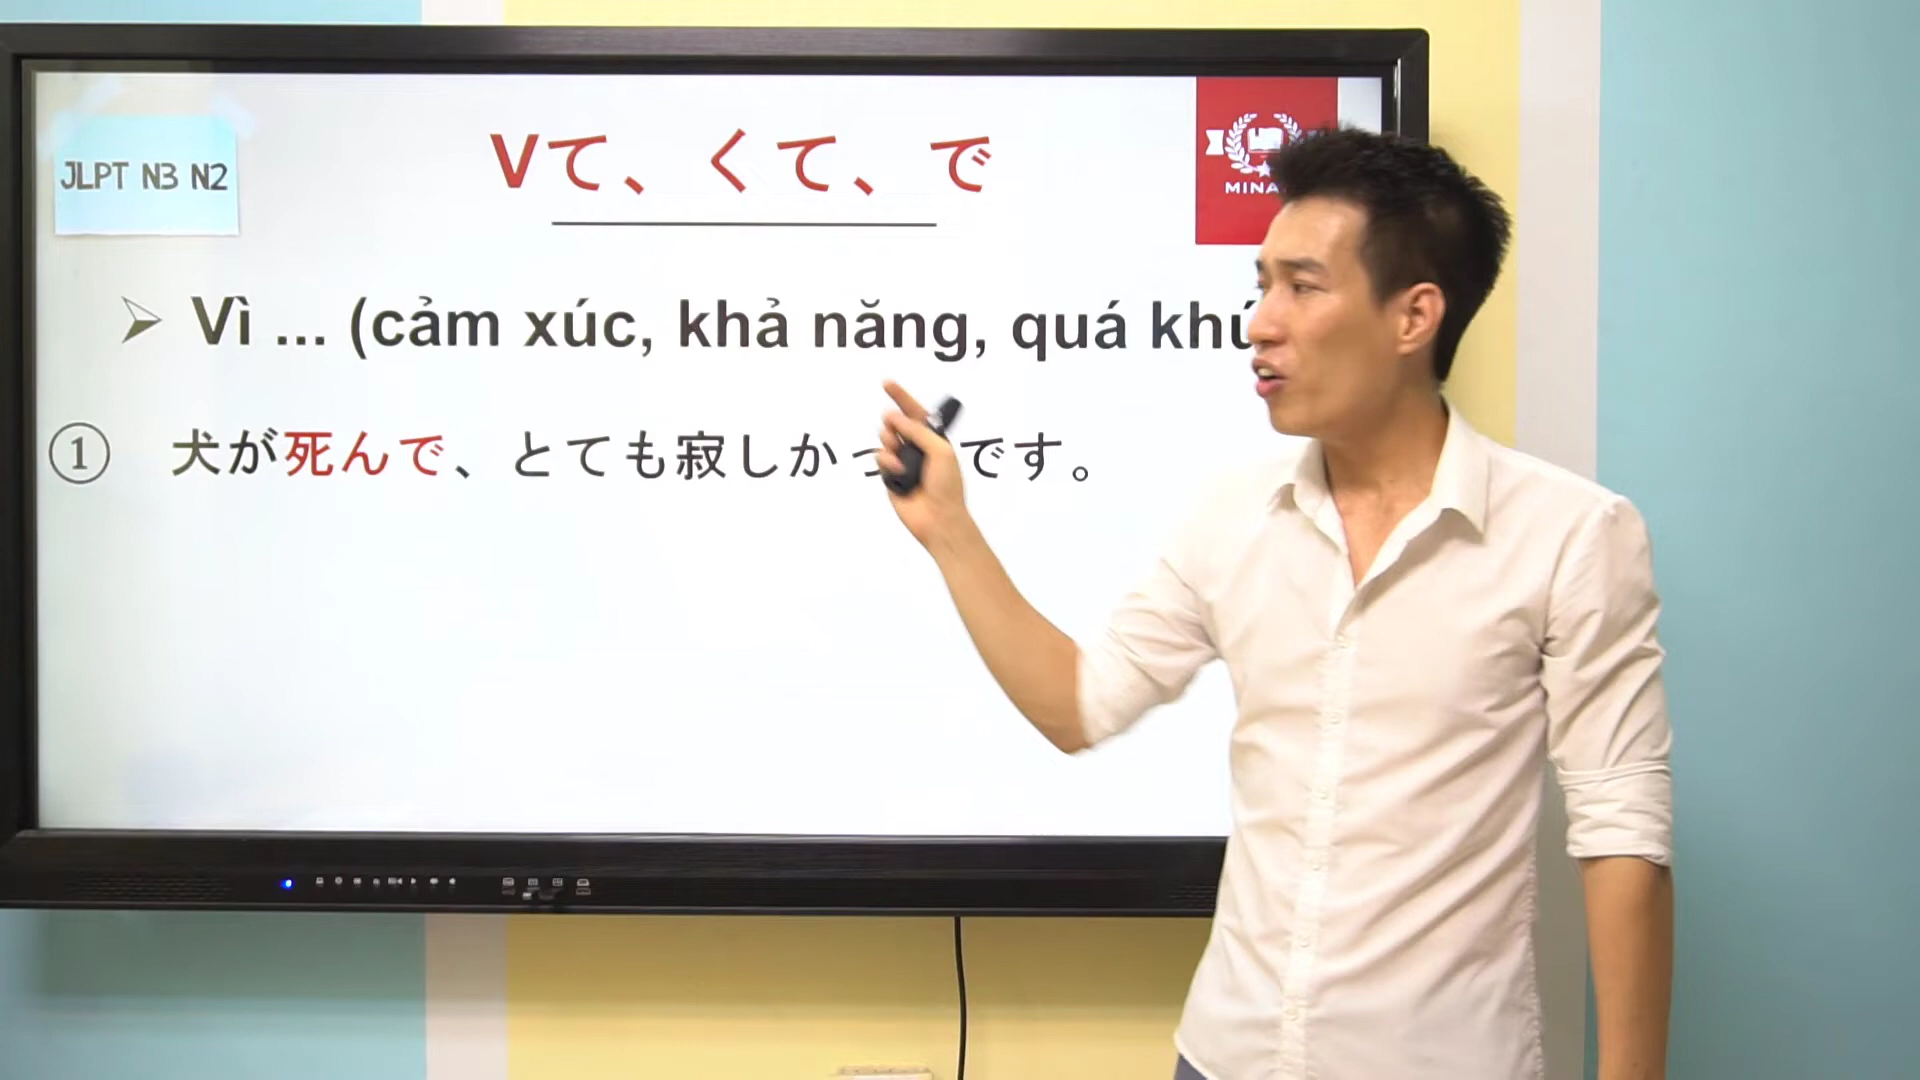 JLPT N3 N2
Vて、くて、で
MINA
Vì ... (cảm xúc, khả năng, quá khứ
① 犬が死んで、とても寂しかっ です。